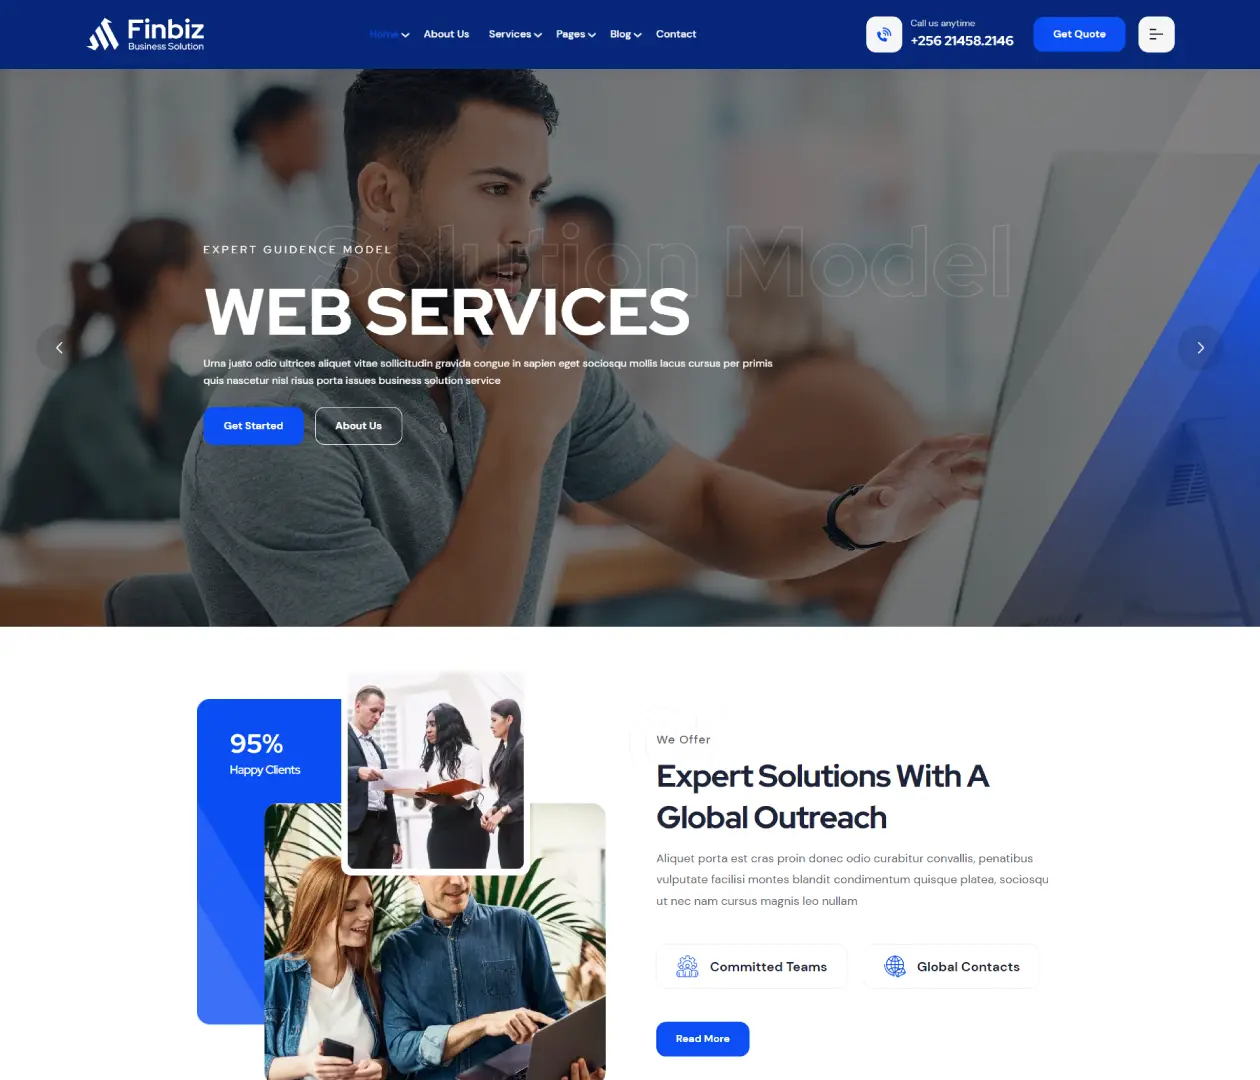 Finbiz
Business Solution
Home
About Us
Services
Pages
Blog
Contact
Call us anytime
+256 21458.2146
Get Quote
Solution Model
EXPERT GUIDENCE MODEL
WEB SERVICES
Urna justo odio ultrices aliquet vitae sollicitudin gravida congue in sapien eget sociosqu mollis lacus cursus per primis
quis nascetur nisl risus porta issues business solution service
Get Started
About Us
95%
Happy Clients
We Offer
Expert Solutions With A
Global Outreach
Aliquet porta est cras proin donec odio curabitur convallis, penatibus
vulputate facilisi montes blandit condimentum quisque platea, sociosqu
ut nec nam cursus magnis leo nullam
Committed Teams
Global Contacts
Read More